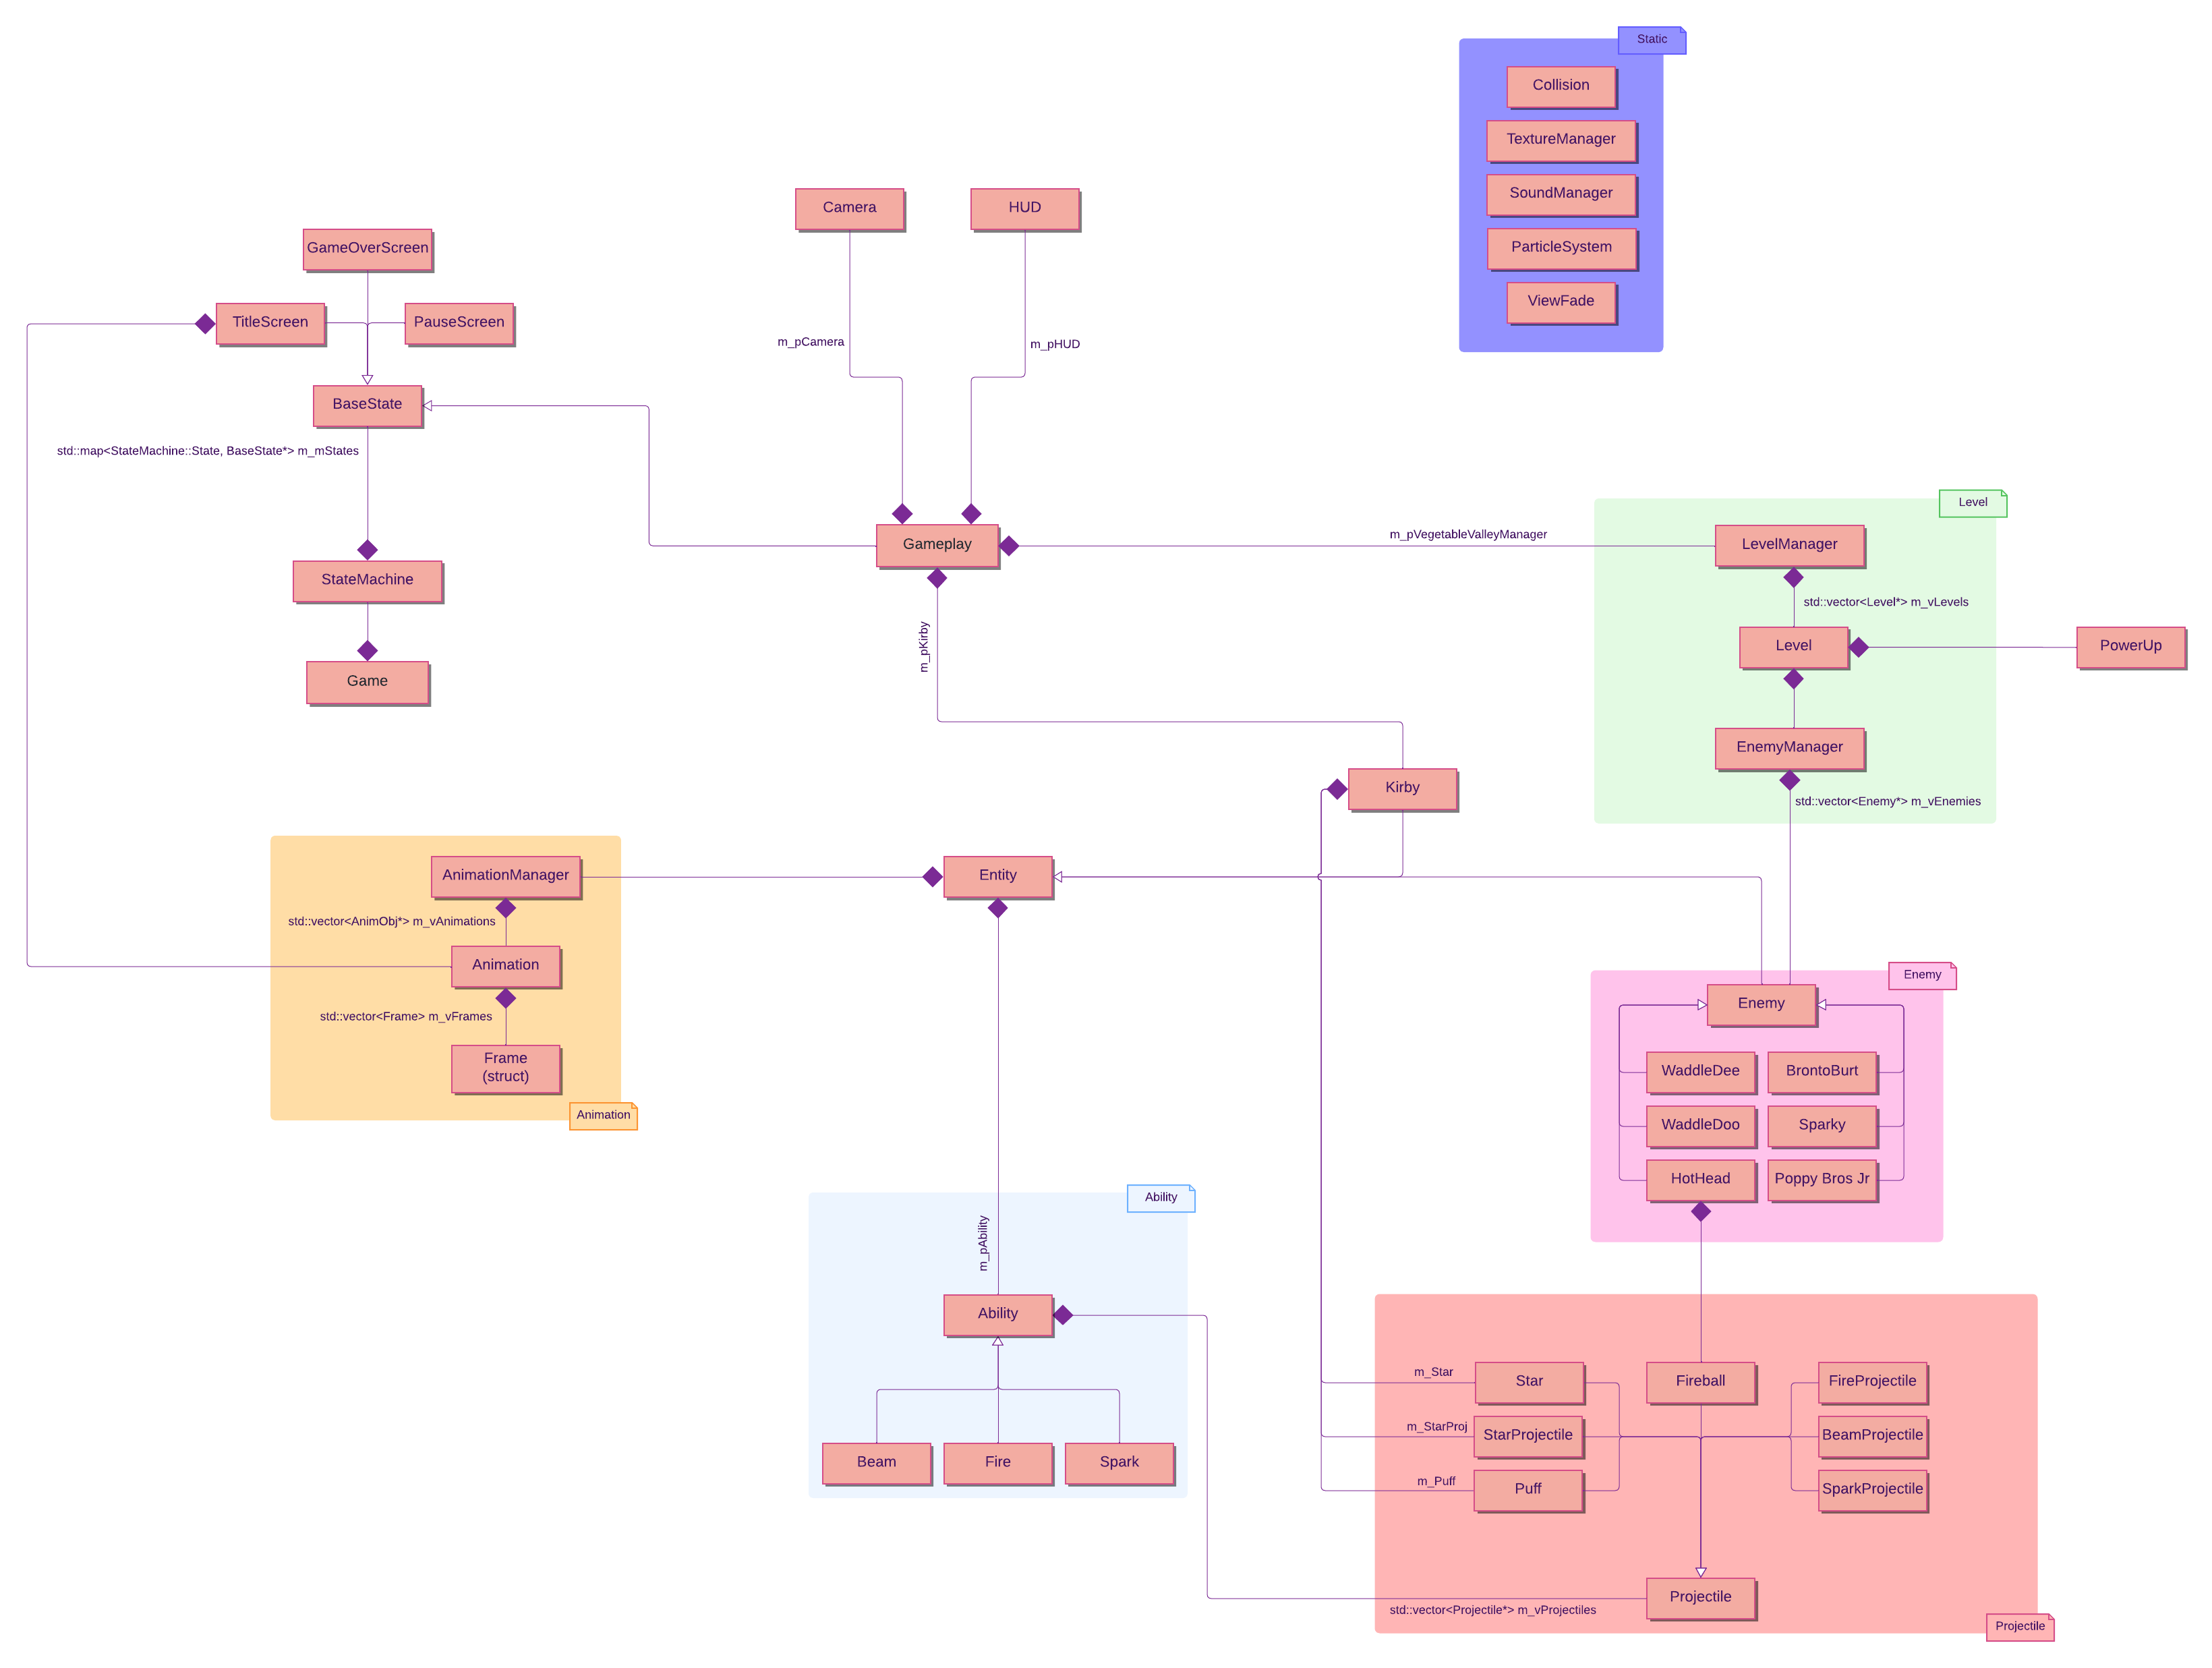 Static
Collision
TextureManager
SoundManager
ParticleSystem
ViewFade
Camera
HUD
GameOverScreen
TitleScreen
PauseScreen
m_pCamera
m_pHUD
BaseState
std::map<StateMachine::State, BaseState*> m_mStates
Level
Gameplay
m_pVegetableValleyManager
LevelManager
StateMachine
std::vector<Level*> m_vLevels
m_pKirby
Level
PowerUp
Game
EnemyManager
Kirby
std::vector<Enemy*> m_vEnemies
AnimationManager
Entity
std::vector<AnimObj*> m_vAnimations
Animation
Enemy
Enemy
std::vector<Frame> m_vFrames
Frame
(struct)
WaddleDee
BrontoBurt
Animation
WaddleDoo
Sparky
HotHead
Poppy Bros Jr
Ability
m_pAbility
Ability
m_Star
Star
Fireball
FireProjectile
m_StarProj
StarProjectile
BeamProjectile
Beam
Fire
Spark
m_Puff
Puff
SparkProjectile
Projectile
std::vector<Projectile*> m_vProjectiles
Projectile